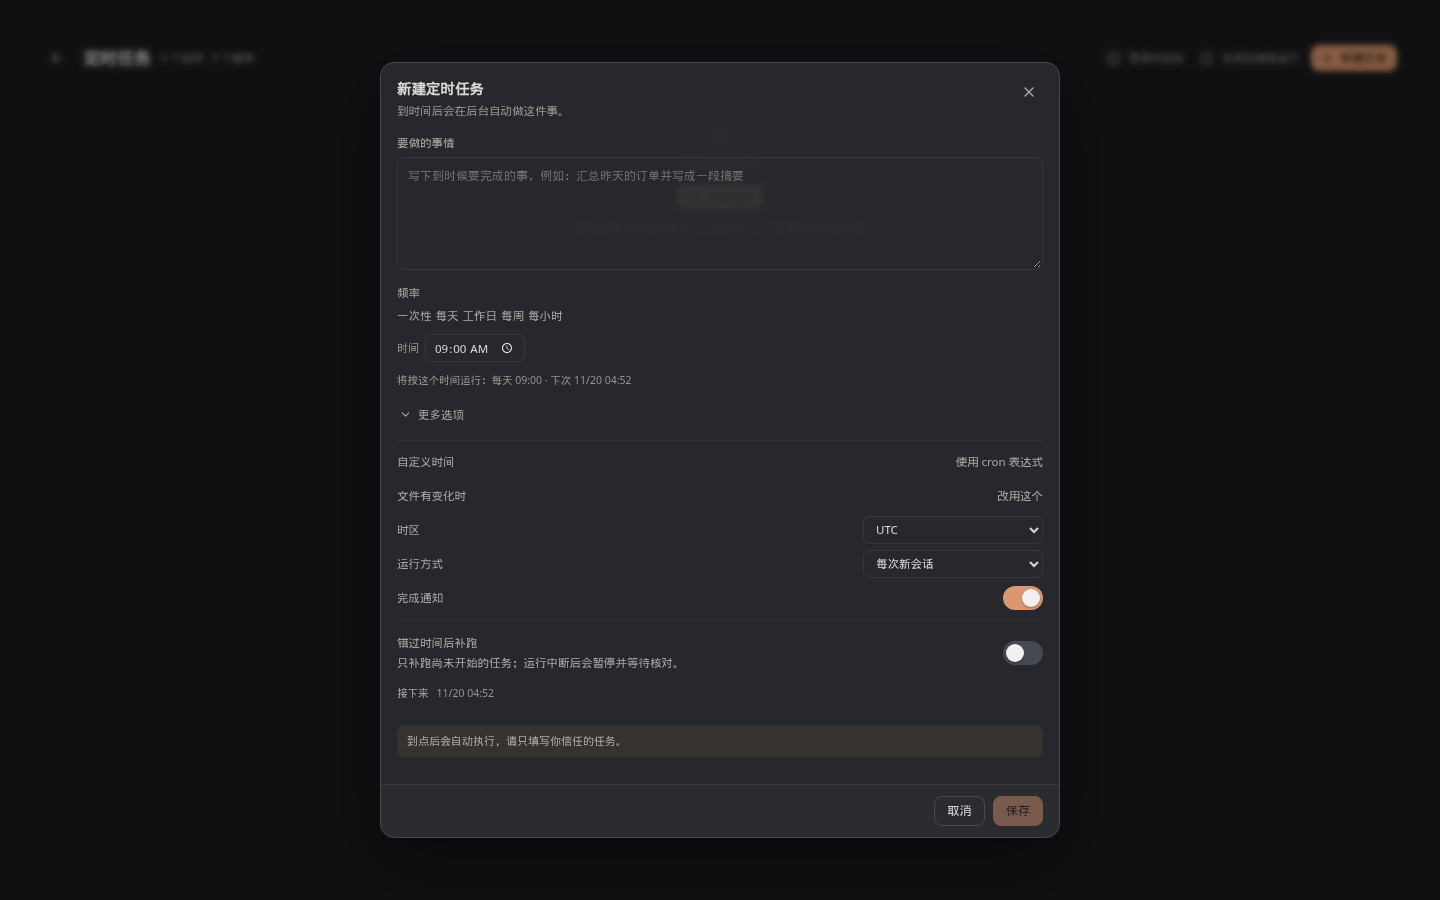 定时任务
新建定时任务
到时间后会在后台自动做这件事。
要做的事情
写下到时候要完成的事，例如：汇总昨天的订单并写成一段摘要
频率
一次性 每天 工作日 每周 每小时
时间 09:00 AM
将按这个时间运行：每天 09:00 · 下次 11/20 04:52
更多选项
自定义时间 使用 cron 表达式
文件有变化时 改用这个
时区 UTC
运行方式 每次新会话
完成通知
错过时间后补跑
只补跑尚未开始的任务；运行中断后会暂停并等待核对。
接下来 11/20 04:52
到点后会自动执行，请只填写你信任的任务。
取消 保存